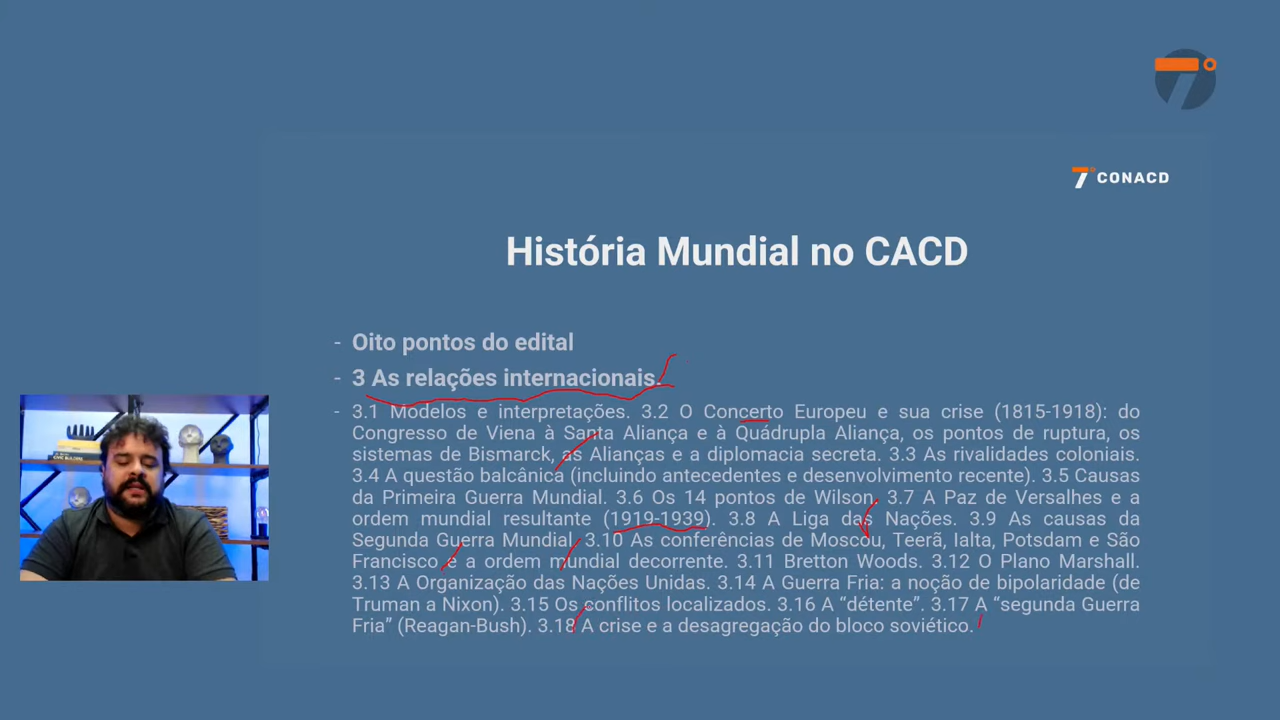 CONACD
História Mundial no CACD
- Oito pontos do edital
- 3 As relações internacionais.
- 3.1 Modelos e interpretações. 3.2 O Concerto Europeu e sua crise (1815-1918): do
Congresso de Viena à Santa Aliança e à Quádrupla Aliança, os pontos de ruptura, os
sistemas de Bismarck, as Alianças e a diplomacia secreta. 3.3 As rivalidades coloniais.
3.4 A questão balcânica (incluindo antecedentes e desenvolvimento recente). 3.5 Causas
da Primeira Guerra Mundial. 3.6 Os 14 pontos de Wilson. 3.7 A Paz de Versalhes e a
ordem mundial resultante (1919-1939). 3.8 A Liga das Nações. 3.9 As causas da
Segunda Guerra Mundial. 3.10 As conferências de Moscou, Teerã, Ialta, Potsdam e São
Francisco e a ordem mundial decorrente. 3.11 Bretton Woods. 3.12 O Plano Marshall.
3.13 A Organização das Nações Unidas. 3.14 A Guerra Fria: a noção de bipolaridade (de
Truman a Nixon). 3.15 Os conflitos localizados. 3.16 A “détente”. 3.17 A “segunda Guerra
Fria” (Reagan-Bush). 3.18 A crise e a desagregação do bloco soviético.